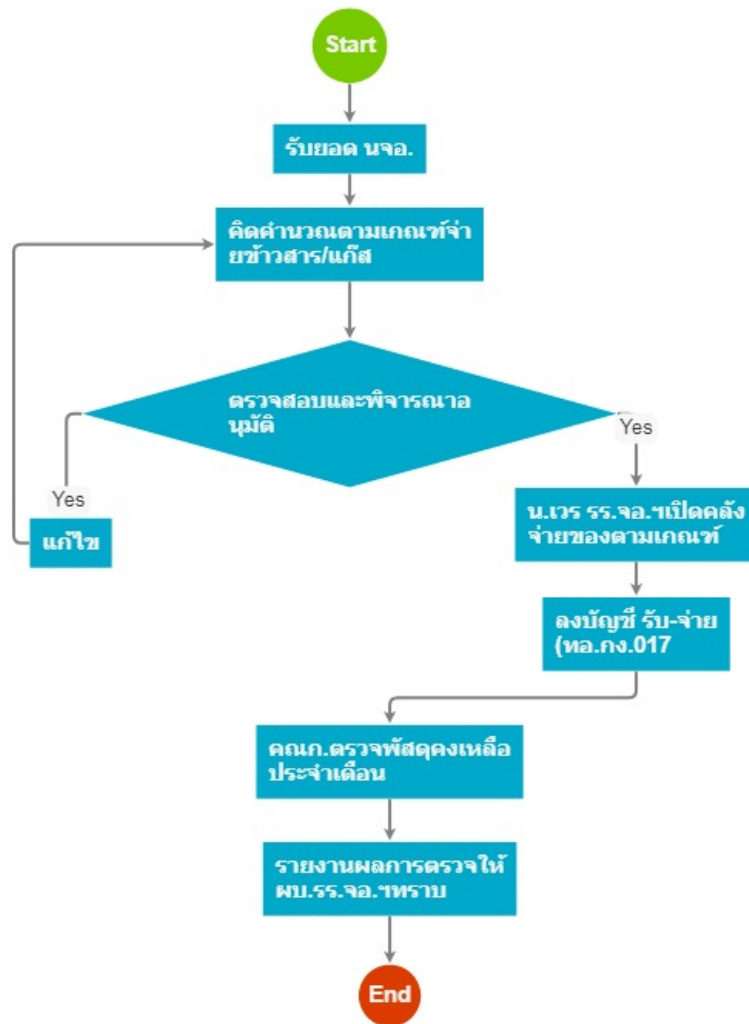 Start
รับยอด นจอ.
คิดคำนวณตามเกณฑ์จ่า
ยข้าวสาร/แก๊ส
ตรวจสอบและพิจารณาอ
นุมัติ
Yes
Yes
แก้ไข
น.เวร รร.จอ.ฯเปิดคลัง
จ่ายของตามเกณฑ์
ลงบัญชี รับ-จ่าย
(ทอ.กง.017
คณก.ตรวจพัสดุคงเหลือ
ประจำเดือน
รายงานผลการตรวจให้
ผบ.รร.จอ.ฯทราบ
End